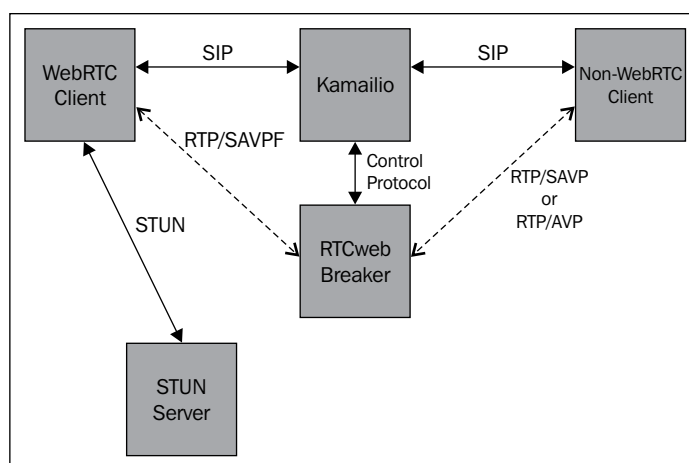 WebRTC
Client
SIP
Kamailio
SIP
Non-WebRTC
Client
RTP/SAVPF
Control
Protocol
RTP/SAVP
or
RTP/AVP
STUN
RTCweb
Breaker
STUN
Server